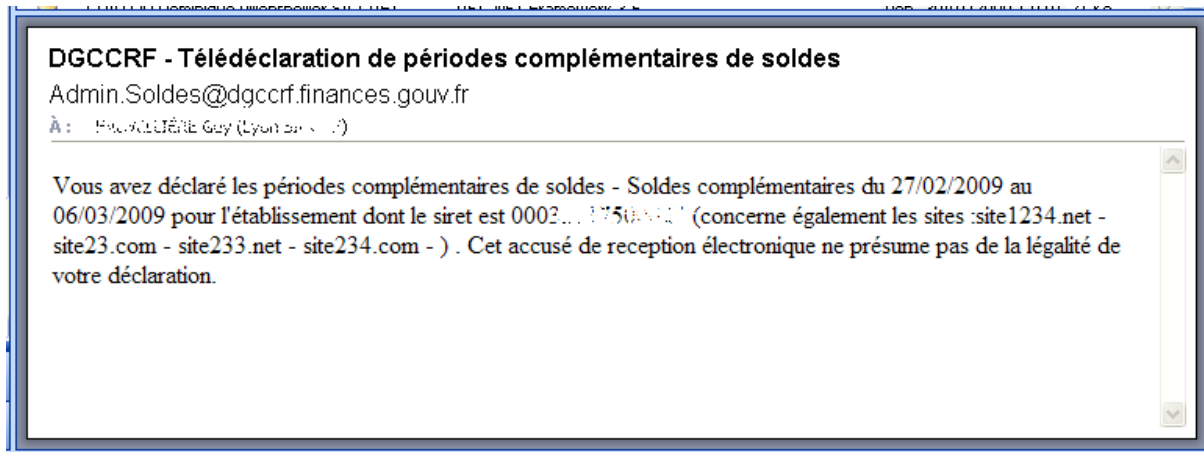 DGCCRF - Télédéclaration de périodes complémentaires de soldes
Admin.Soldes@dgccrf.finances.gouv.fr
À : Guy (Lyon
Vous avez déclaré les périodes complémentaires de soldes - Soldes complémentaires du 27/02/2009 au
06/03/2009 pour l'établissement dont le siret est (concerne également les sites :site1234.net -
site23.com - site233.net - site234.com - ) . Cet accusé de reception électronique ne présume pas de la légalité de
votre déclaration.